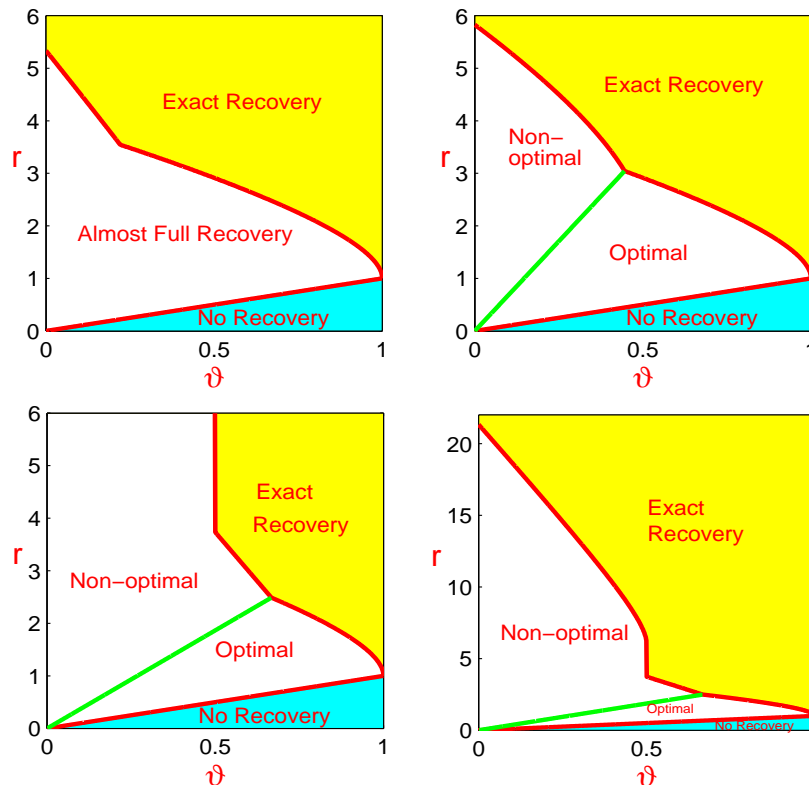 6
5
4
3
2
1
0
r
Exact Recovery
Almost Full Recovery
No Recovery
0
0.5
1
ϑ
6
5
4
3
2
1
0
r
Exact Recovery
Non-
optimal
Optimal
No Recovery
0
0.5
1
ϑ
6
5
4
3
2
1
0
r
Exact
Recovery
Non-optimal
Optimal
No Recovery
0
0.5
1
ϑ
20
15
10
5
0
r
Exact
Recovery
Non-optimal
Optimal
No Recovery
0
0.5
1
ϑ